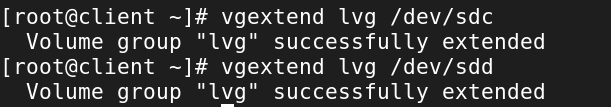 [root@client ~]# vgextend lvg /dev/sdc
  Volume group "lvg" successfully extended
[root@client ~]# vgextend lvg /dev/sdd
  Volume group "lvg" successfully extended